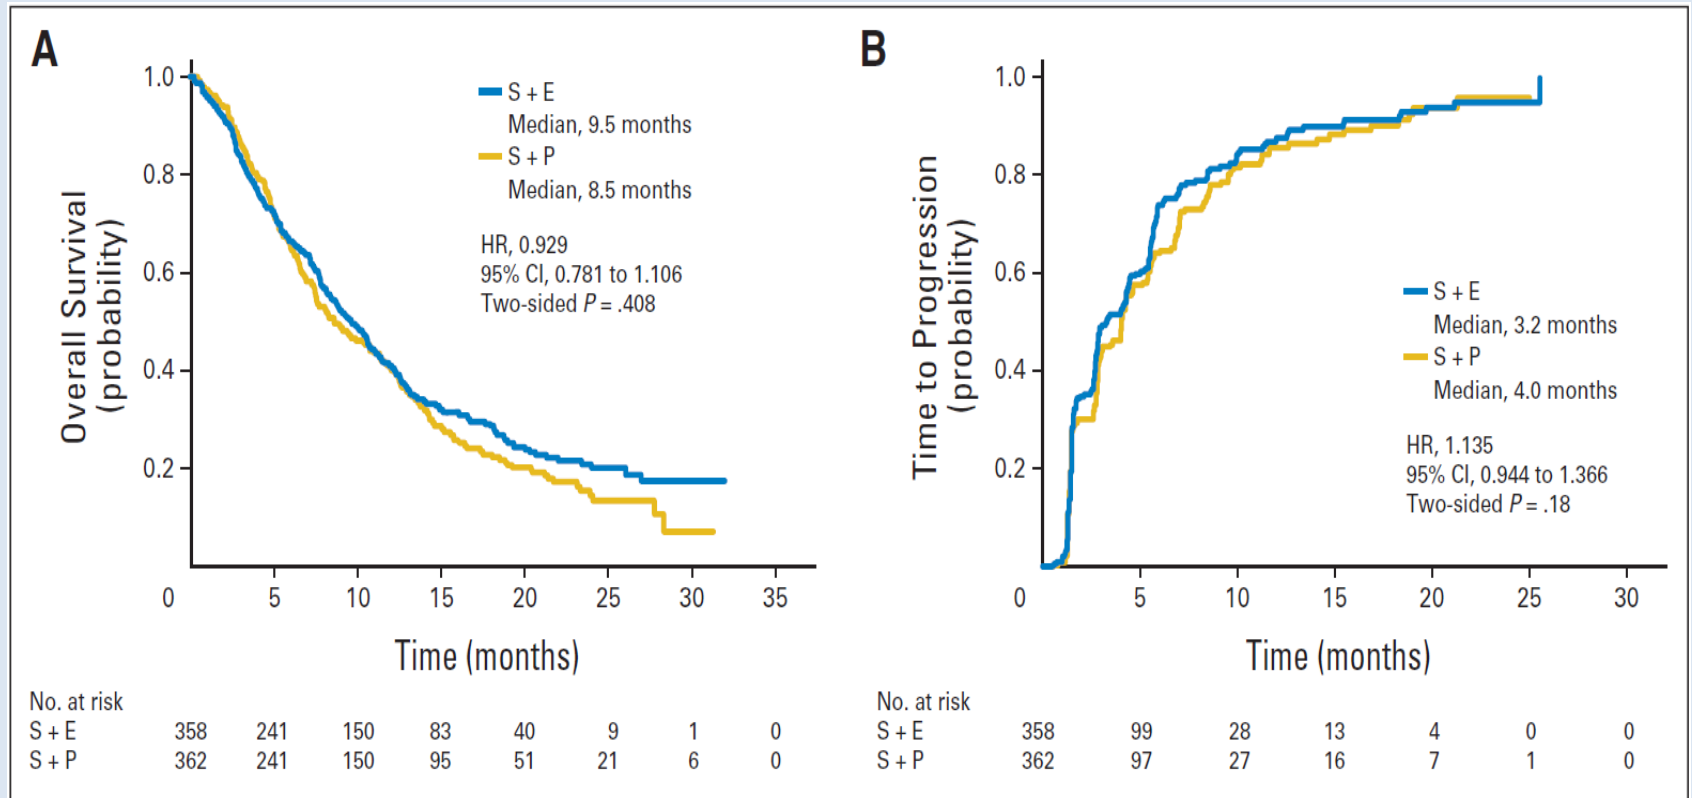 A
Overall Survival
(probability)
1.0
0.8
0.6
0.4
0.2
S + E
Median, 9.5 months
S + P
Median, 8.5 months
HR, 0.929
95% CI, 0.781 to 1.106
Two-sided P = .408
0 5 10 15 20 25 30 35
Time (months)
No. at risk
S + E 358 241 150 83 40 9 1 0
S + P 362 241 150 95 51 21 6 0
B
Time to Progression
(probability)
1.0
0.8
0.6
0.4
0.2
S + E
Median, 3.2 months
S + P
Median, 4.0 months
HR, 1.135
95% CI, 0.944 to 1.366
Two-sided P = .18
0 5 10 15 20 25 30
Time (months)
No. at risk
S + E 358 99 28 13 4 0 0
S + P 362 97 27 16 7 1 0